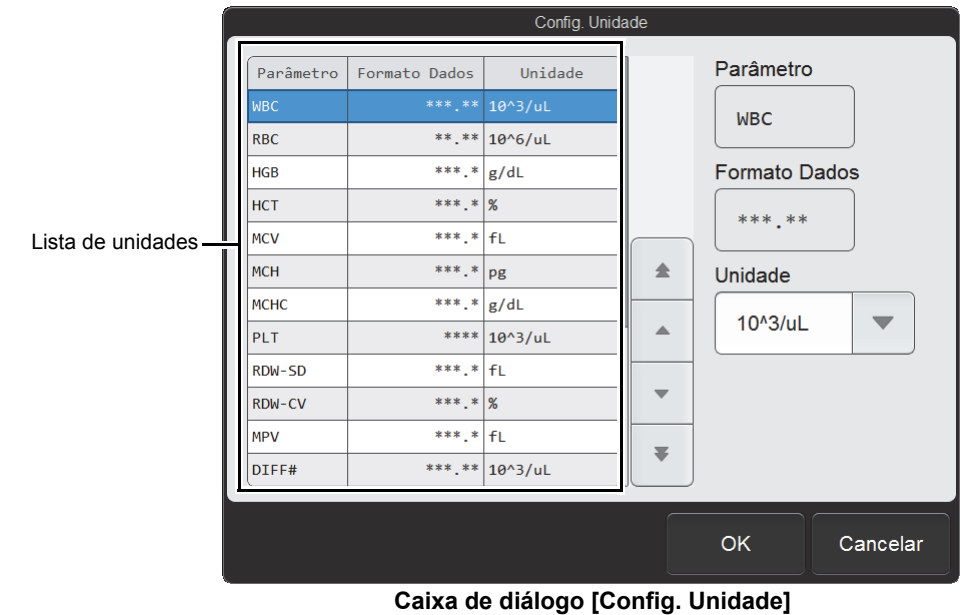 Config. Unidade
Parâmetro Formato Dados Unidade
WBC ***.** 10^3/uL
RBC **.** 10^6/uL
HGB ***.* g/dL
HCT ***.* %
MCV ***.* fL
MCH ***.* pg
MCHC ***.* g/dL
PLT **** 10^3/uL
RDW-SD ***.* fL
RDW-CV ***.* %
MPV ***.* fL
DIFF# ***.** 10^3/uL
Lista de unidades
Parâmetro
WBC
Formato Dados
***.**
Unidade
10^3/uL
OK Cancelar
Caixa de diálogo [Config. Unidade]